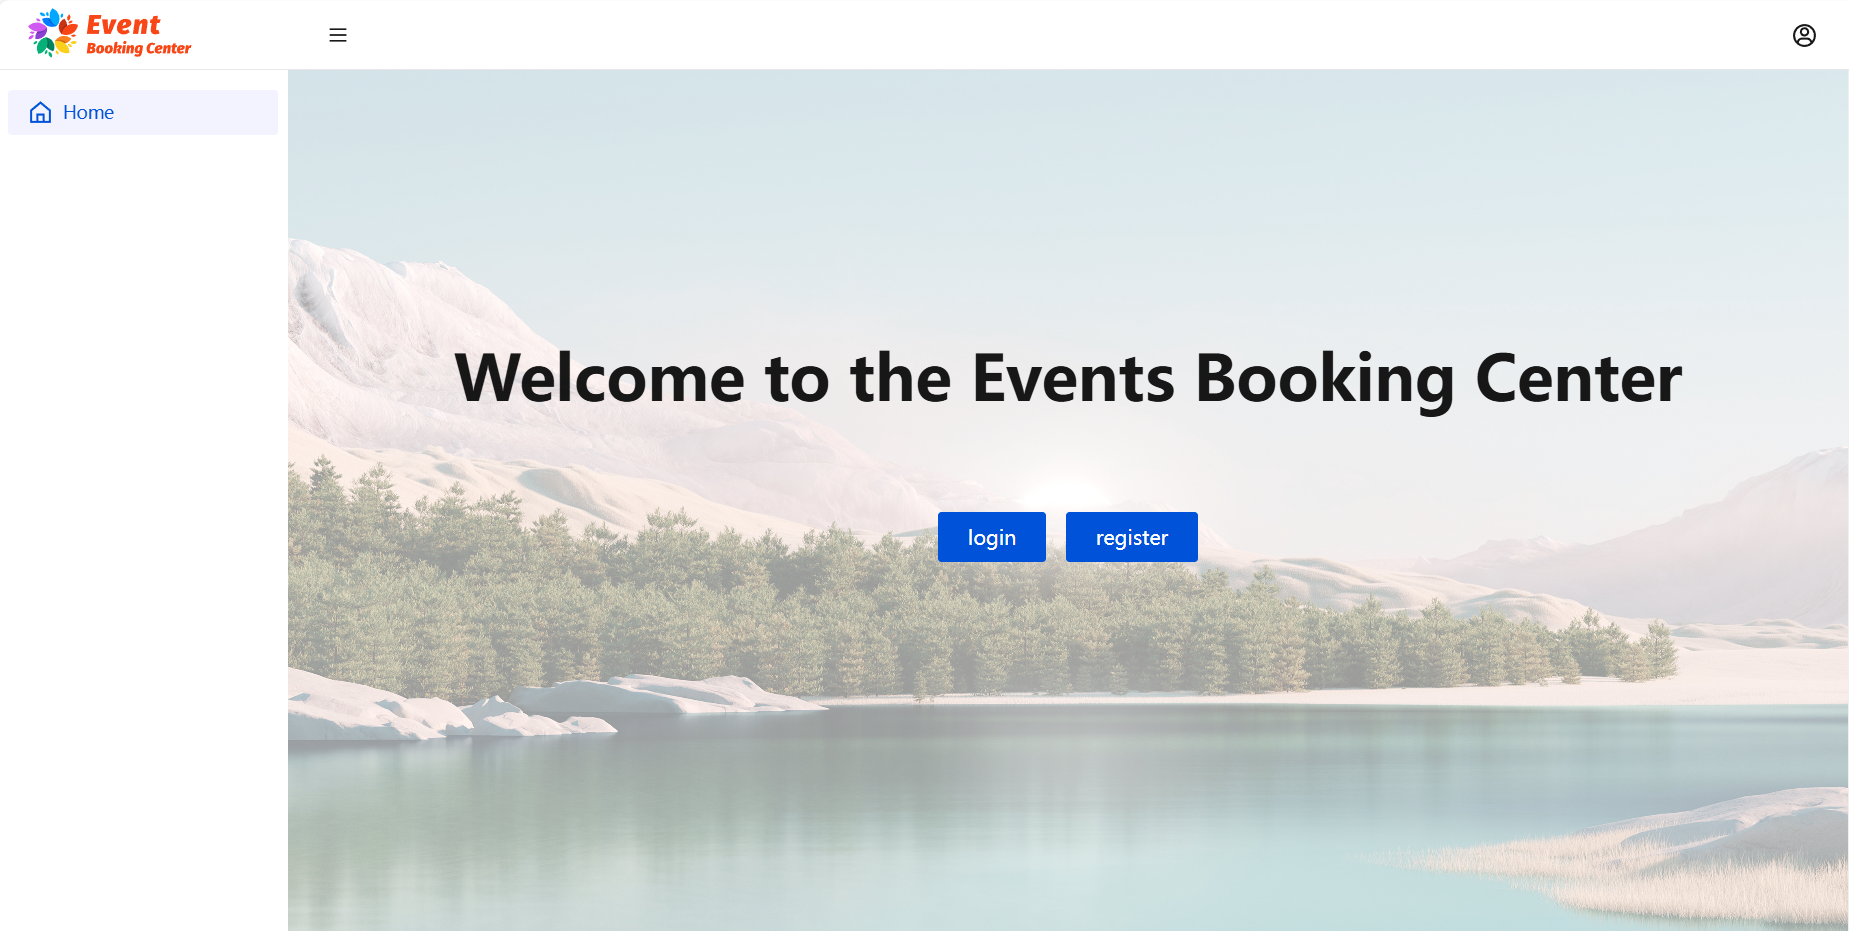 Event
Booking Center
Home
Welcome to the Events Booking Center
login
register